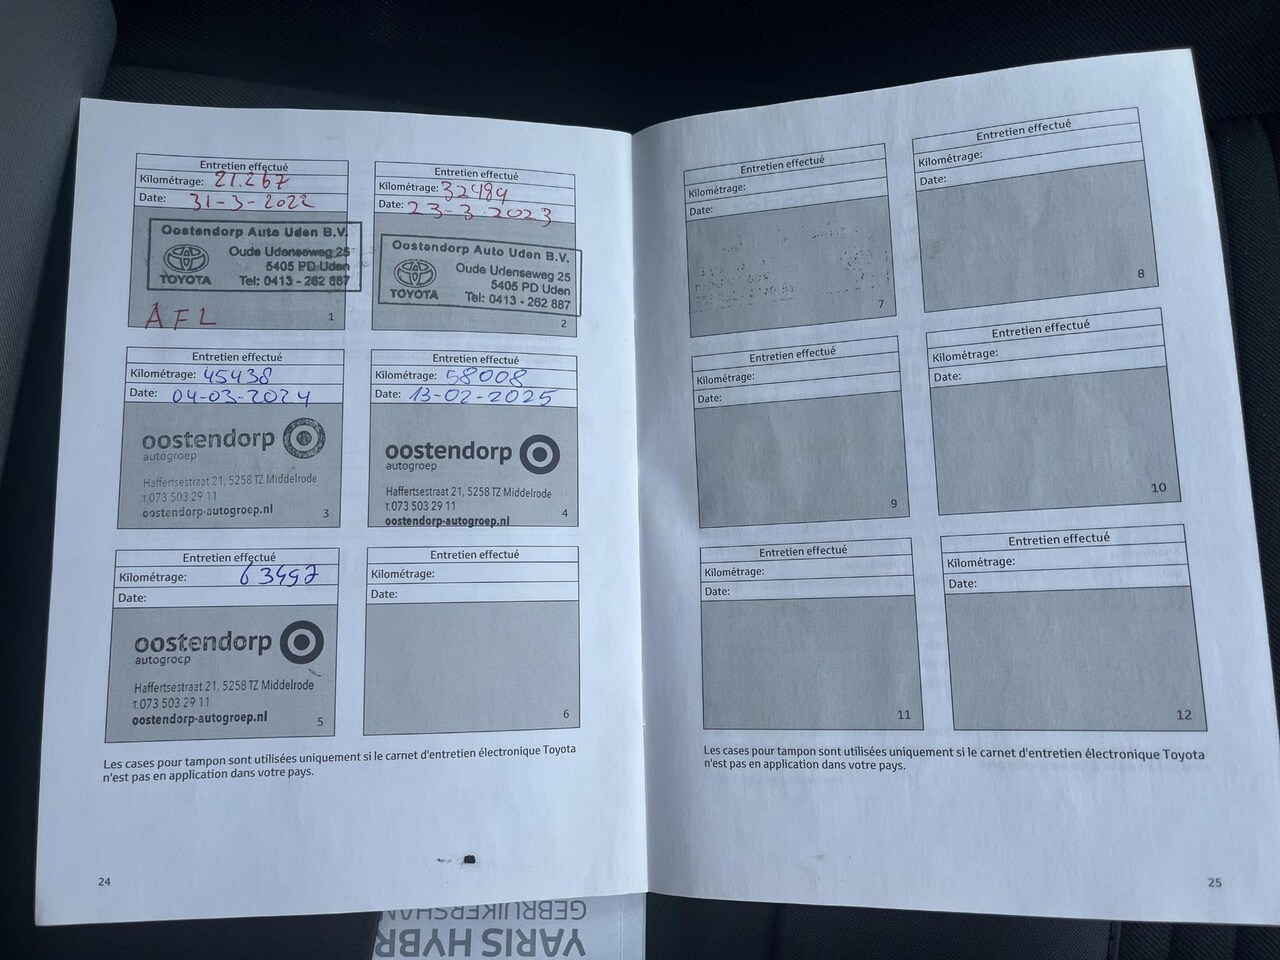 Entretien effectué
Kilométrage: 21.267
Date: 31-3-2022
Oostendorp Auto Uden B.V.
Oude Udenseweg 25
5405 PD Uden
TOYOTA Tel: 0413 - 262 887
AFL
1
Entretien effectué
Kilométrage: 32484
Date: 23-3-2023
Oostendorp Auto Uden B.V.
Oude Udenseweg 25
5405 PD Uden
TOYOTA Tel: 0413 - 262 887
2
Entretien effectué
Kilométrage: 45438
Date: 04-03-2024
oostendorp
autogroep
Haffertsestraat 21, 5258 TZ Middelrode
T.073 503 29 11
oostendorp-autogroep.nl
3
Entretien effectué
Kilométrage: 58008
Date: 13-02-2025
oostendorp
autogroep
Haffertsestraat 21, 5258 TZ Middelrode
T.073 503 29 11
oostendorp-autogroep.nl
4
Entretien effectué
Kilométrage: 63497
Date:
oostendorp
autogroep
Haffertsestraat 21, 5258 TZ Middelrode
T.073 503 29 11
oostendorp-autogroep.nl
5
Entretien effectué
Kilométrage:
Date:
6
Les cases pour tampon sont utilisées uniquement si le carnet d'entretien électronique Toyota
n'est pas en application dans votre pays.
24
Entretien effectué
Kilométrage:
Date:
7
Entretien effectué
Kilométrage:
Date:
8
Entretien effectué
Kilométrage:
Date:
9
Entretien effectué
Kilométrage:
Date:
10
Entretien effectué
Kilométrage:
Date:
11
Entretien effectué
Kilométrage:
Date:
12
Les cases pour tampon sont utilisées uniquement si le carnet d'entretien électronique Toyota
n'est pas en application dans votre pays.
25
YARIS HYBR
GEBRUIKERSHAN